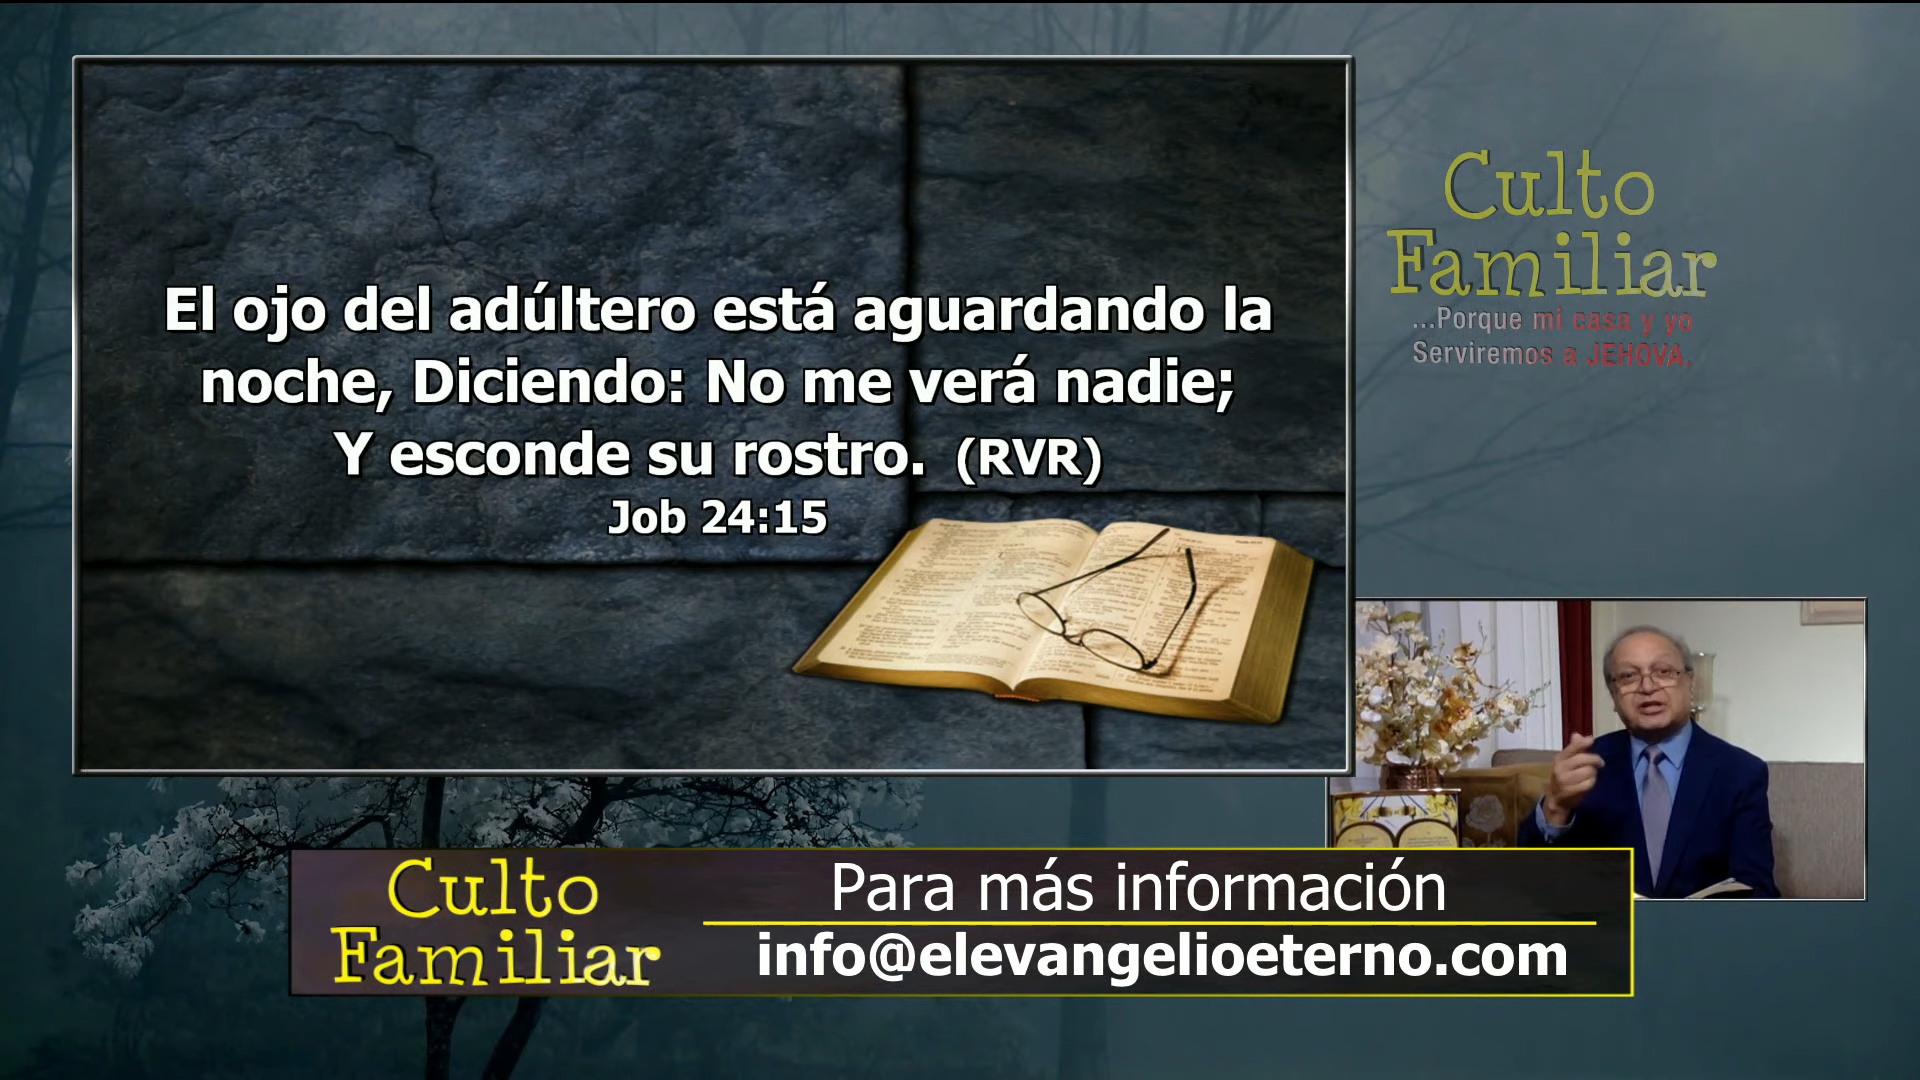 El ojo del adúltero está aguardando la
noche, Diciendo: No me verá nadie;
Y esconde su rostro. (RVR)
Job 24:15
Culto
Familiar
...Porque mi casa y yo
Serviremos a JEHOVA.
Culto
Familiar
Para más información
info@elevangelioeterno.com